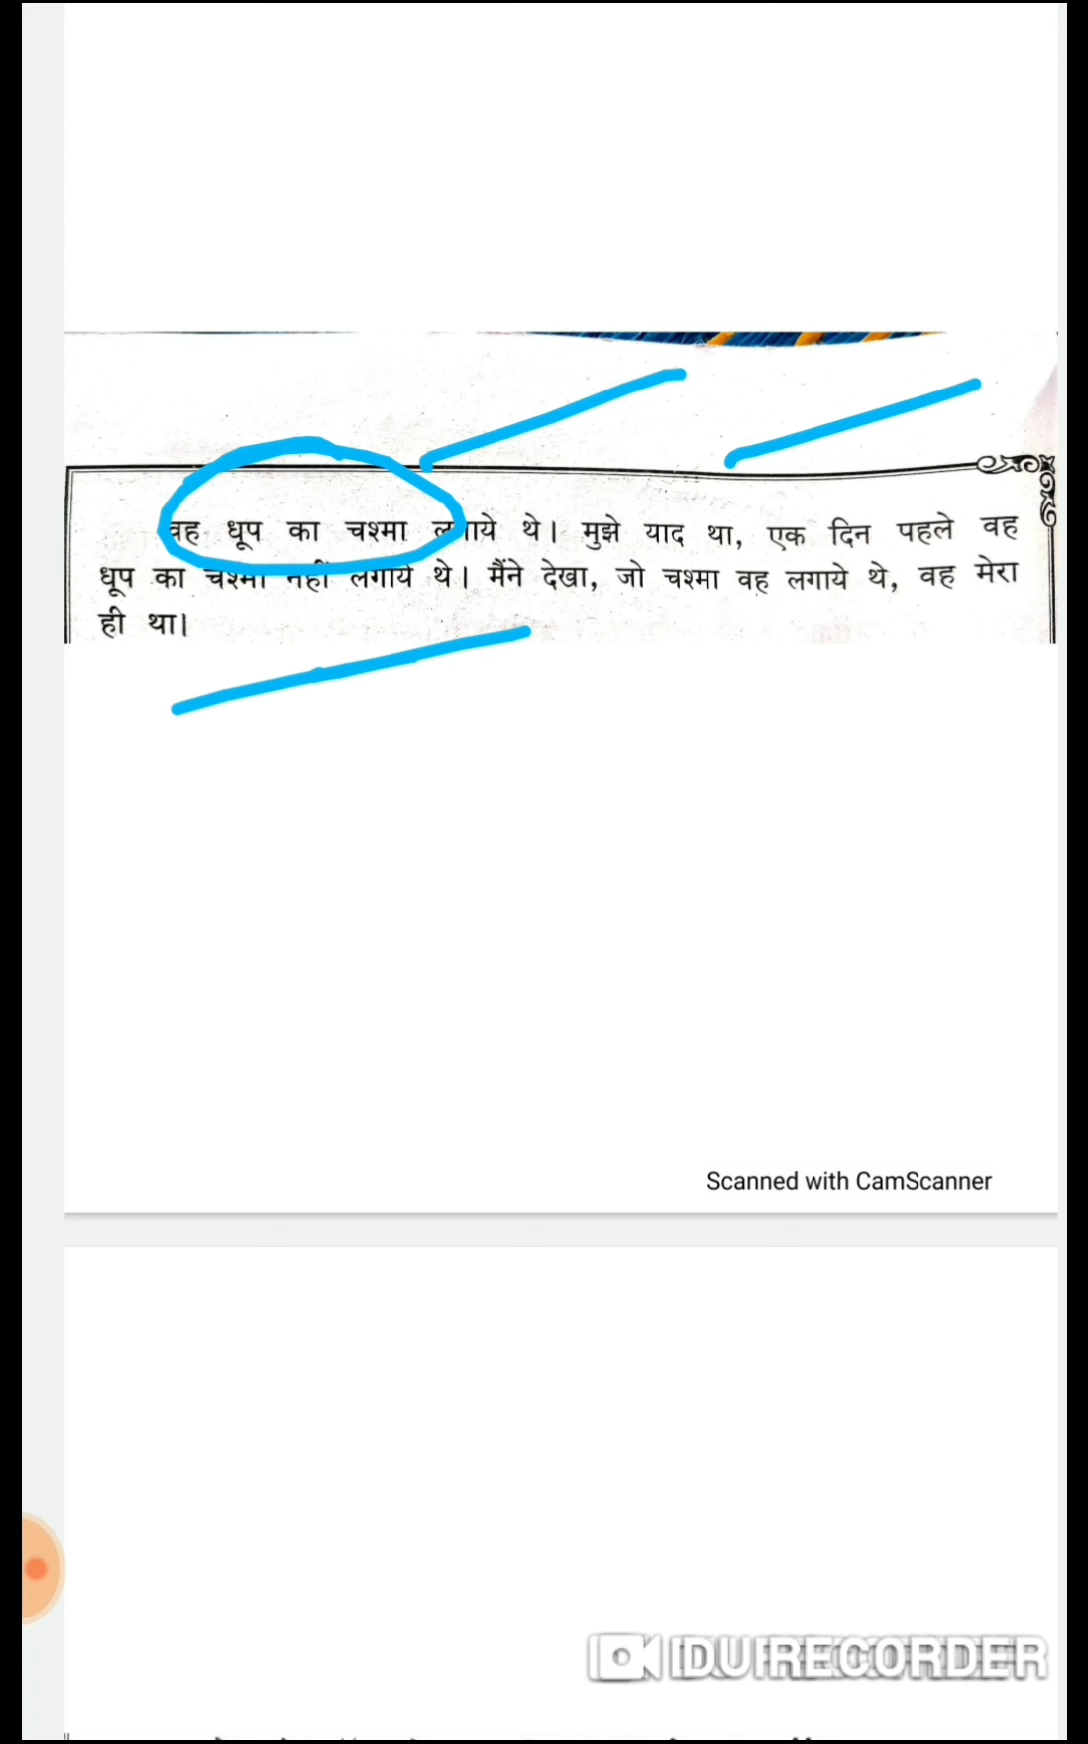 वह धूप का चश्मा लगाये थे। मुझे याद था, एक दिन पहले वह
धूप का चश्मा नहीं लगाये थे। मैंने देखा, जो चश्मा वह लगाये थे, वह मेरा
ही था।
Scanned with CamScanner
DU RECORDER